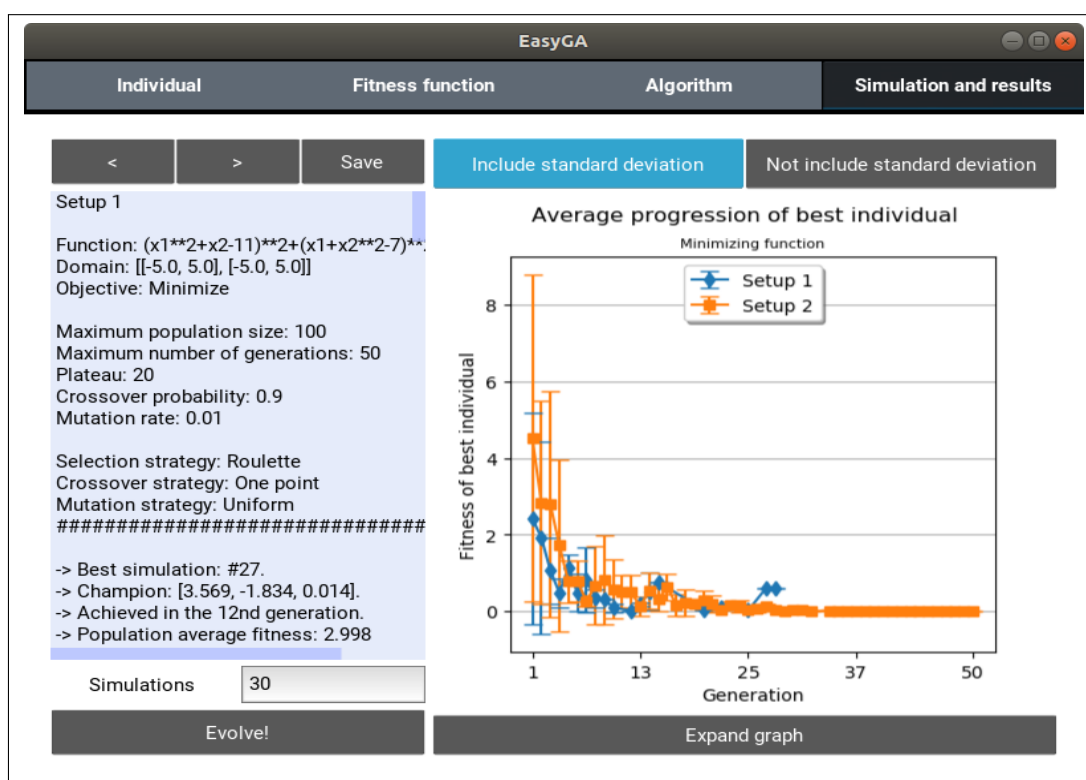 EasyGA
Individual
Fitness function
Algorithm
Simulation and results
<
>
Save
Setup 1
Function: (x1**2+x2-11)**2+(x1+x2**2-7)**
Domain: [[-5.0, 5.0], [-5.0, 5.0]]
Objective: Minimize
Maximum population size: 100
Maximum number of generations: 50
Plateau: 20
Crossover probability: 0.9
Mutation rate: 0.01
Selection strategy: Roulette
Crossover strategy: One point
Mutation strategy: Uniform
###############################
-> Best simulation: #27.
-> Champion: [3.569, -1.834, 0.014].
-> Achieved in the 12nd generation.
-> Population average fitness: 2.998
Simulations
30
Evolve!
Include standard deviation
Not include standard deviation
Average progression of best individual
Minimizing function
Setup 1
Setup 2
Fitness of best individual
8
6
4
2
0
1
13
25
37
50
Generation
Expand graph